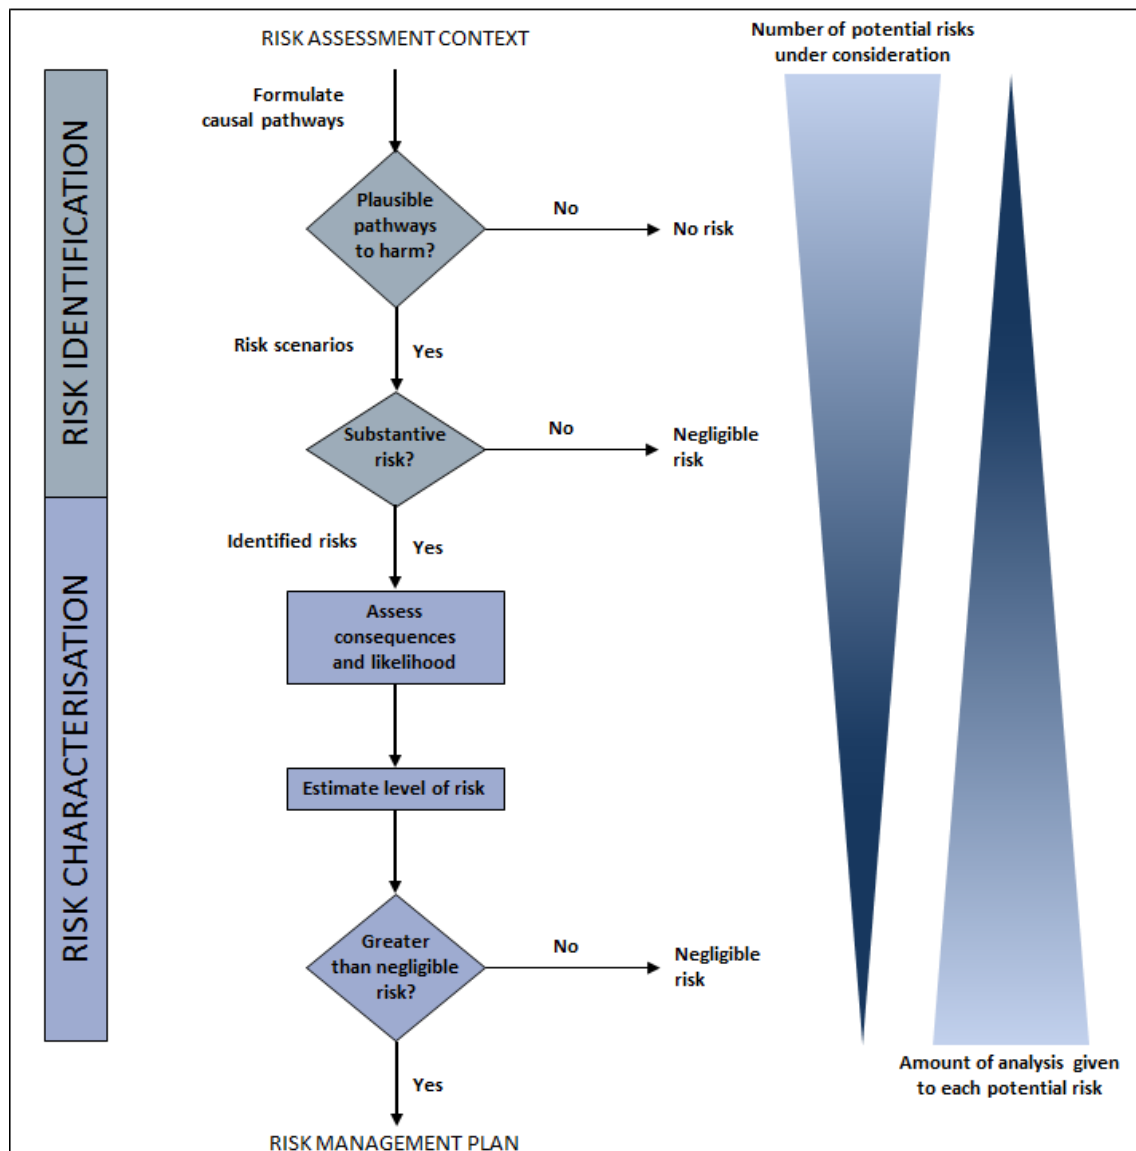 RISK ASSESSMENT CONTEXT
Number of potential risks
under consideration
RISK IDENTIFICATION
Formulate
causal pathways
Plausible
pathways
to harm?
No
No risk
Risk scenarios
Yes
Substantive
risk?
No
Negligible
risk
RISK CHARACTERISATION
Identified risks
Yes
Assess
consequences
and likelihood
Estimate level of risk
Greater
than negligible
risk?
No
Negligible
risk
Amount of analysis given
to each potential risk
Yes
RISK MANAGEMENT PLAN